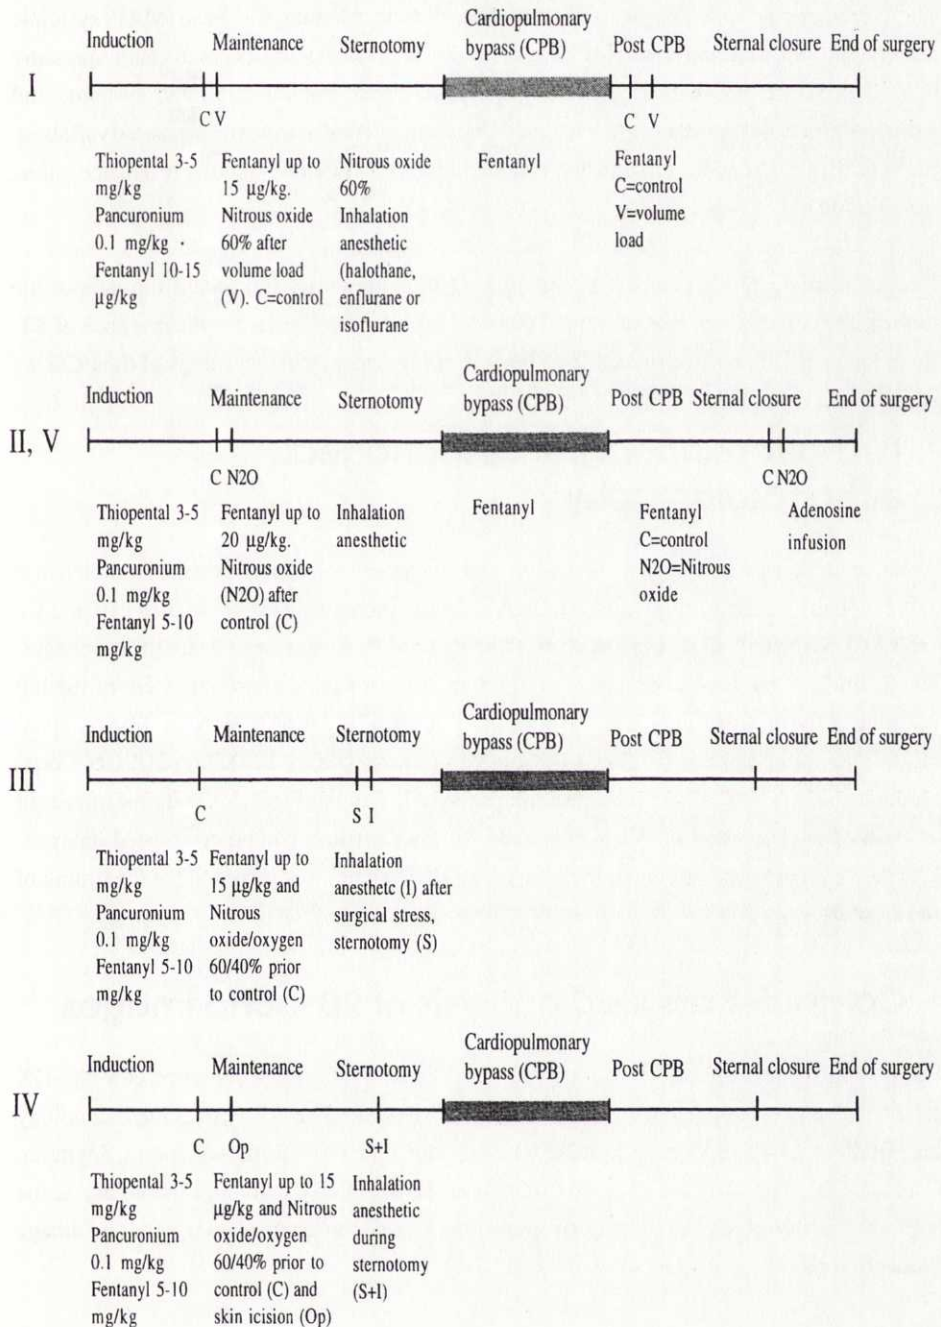 Cardiopulmonary
Induction Maintenance Sternotomy bypass (CPB) Post CPB Sternal closure End of surgery
I
C V C V
Thiopental 3-5 Fentanyl up to Nitrous oxide Fentanyl Fentanyl
mg/kg 15 µg/kg. 60% C=control
Pancuronium Nitrous oxide Inhalation V=volume
0.1 mg/kg 60% after anesthetic load
Fentanyl 10-15 volume load (halothane,
µg/kg (V). C=control enflurane or
isoflurane
Cardiopulmonary
Induction Maintenance Sternotomy bypass (CPB) Post CPB Sternal closure End of surgery
II, V
C N2O C N2O
Thiopental 3-5 Fentanyl up to Inhalation Fentanyl Fentanyl Adenosine
mg/kg 20 µg/kg. anesthetic C=control infusion
Pancuronium Nitrous oxide N2O=Nitrous
0.1 mg/kg (N2O) after oxide
Fentanyl 5-10 control (C)
mg/kg
Cardiopulmonary
Induction Maintenance Sternotomy bypass (CPB) Post CPB Sternal closure End of surgery
III
C S I
Thiopental 3-5 Fentanyl up to Inhalation
mg/kg 15 µg/kg and anesthetc (I) after
Pancuronium Nitrous surgical stress,
0.1 mg/kg oxide/oxygen sternotomy (S)
Fentanyl 5-10 60/40% prior
mg/kg to control (C)
Cardiopulmonary
Induction Maintenance Sternotomy bypass (CPB) Post CPB Sternal closure End of surgery
IV
C Op S+I
Thiopental 3-5 Fentanyl up to 15 Inhalation
mg/kg µg/kg and Nitrous anesthetic
Pancuronium oxide/oxygen during
0.1 mg/kg 60/40% prior to sternotomy
Fentanyl 5-10 control (C) and (S+I)
mg/kg skin icision (Op)